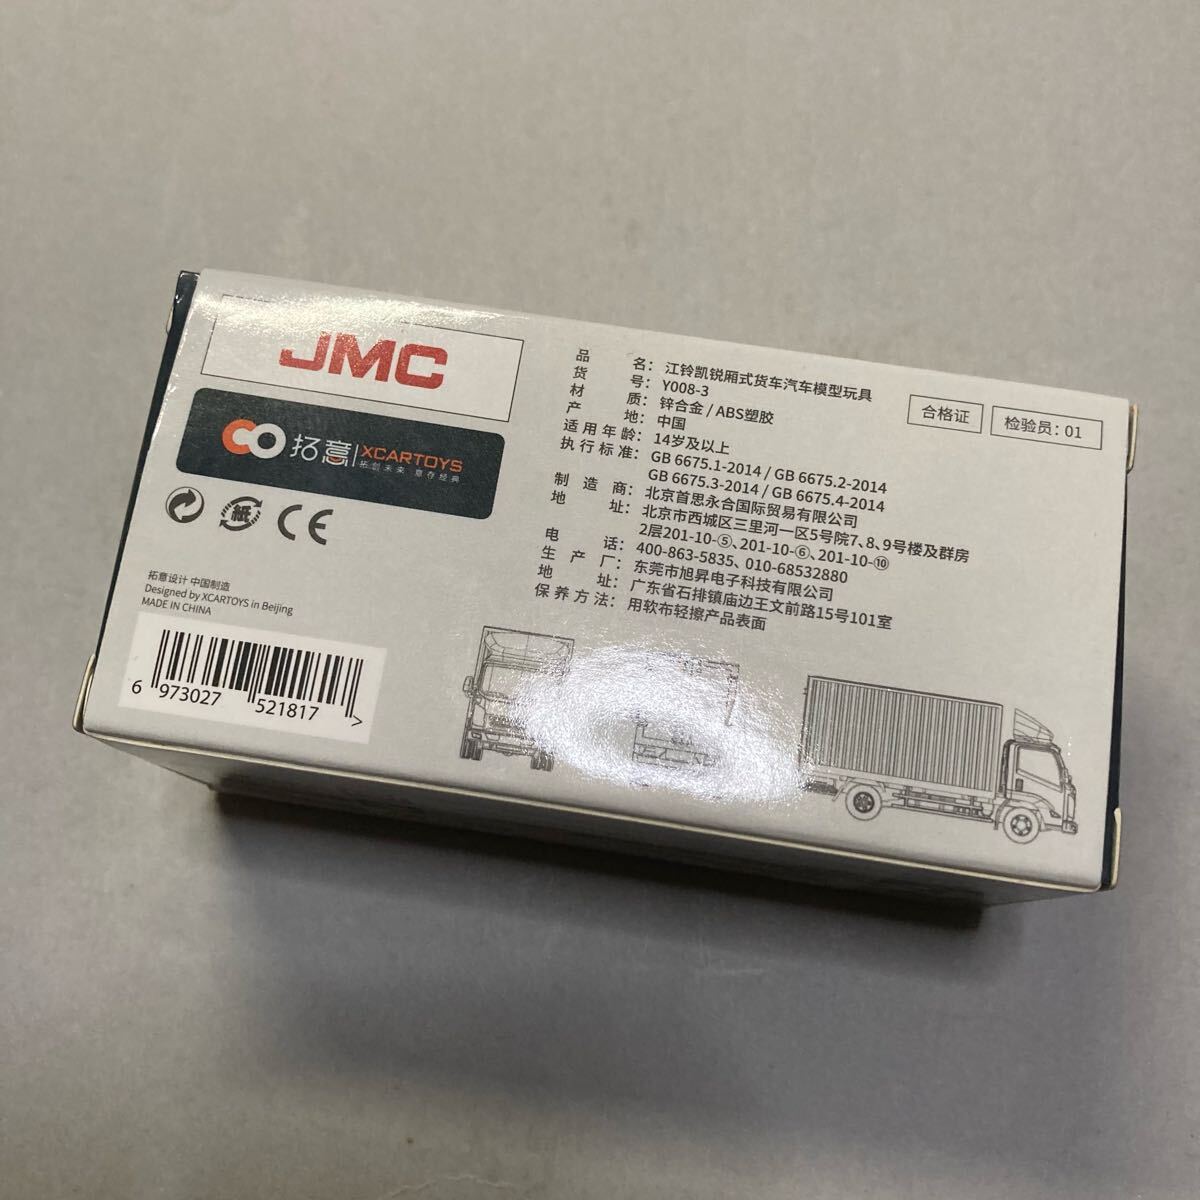 JMC
拓意 XCARTOYS
拓创未来 意存经典
紙
CE
拓意设计 中国制造
Designed by XCARTOYS in Beijing
MADE IN CHINA
6 973027 521817 >
品名：江铃凯锐厢式货车汽车模型玩具
货号：Y008-3
材质：锌合金 / ABS塑胶
产地：中国
适用年龄：14岁及以上
执行标准：GB 6675.1-2014 / GB 6675.2-2014
GB 6675.3-2014 / GB 6675.4-2014
制造商：北京首思永合国际贸易有限公司
地址：北京市西城区三里河一区5号院7、8、9号楼及群房
2层201-10-⑤、201-10-⑥、201-10-⑩
电话：400-863-5835、010-68532880
生产厂：东莞市旭昇电子科技有限公司
地址：广东省石排镇庙边王文前路15号101室
保养方法：用软布轻擦产品表面
合格证
检验员：01